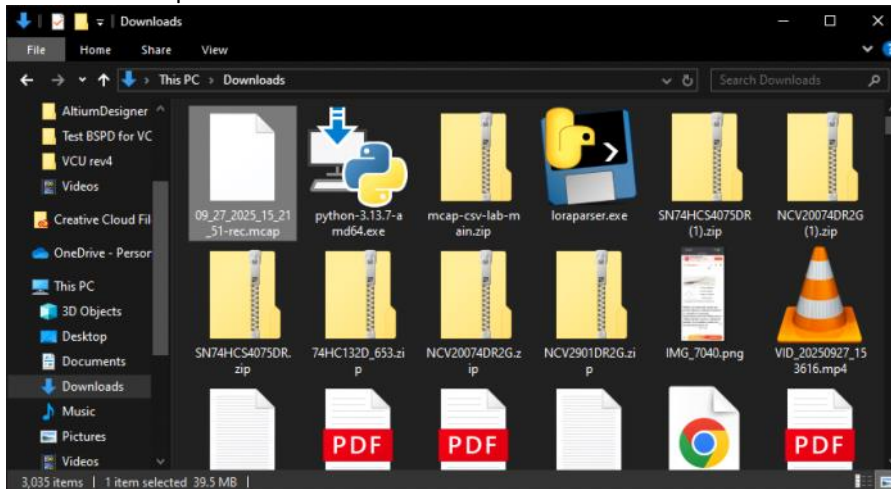 Downloads
File Home Share View
This PC > Downloads
Search Downloads
AltiumDesigner
Test BSPD for VC
VCU rev4
Videos
Creative Cloud Fil
OneDrive - Person
This PC
3D Objects
Desktop
Documents
Downloads
Music
Pictures
Videos
09_27_2025_15_21
_51-rec.mcap
python-3.13.7-a
md64.exe
mcap-csv-lab-m
ain.zip
loraparser.exe
SN74HCS4075DR
(1).zip
NCV20074DR2G
(1).zip
SN74HCS4075DR.
zip
74HC132D_653.zi
p
NCV20074DR2G.z
ip
NCV2901DR2G.zi
p
IMG_7040.png
VID_20250927_15
3616.mp4
PDF
PDF
PDF
3,035 items | 1 item selected 39.5 MB |